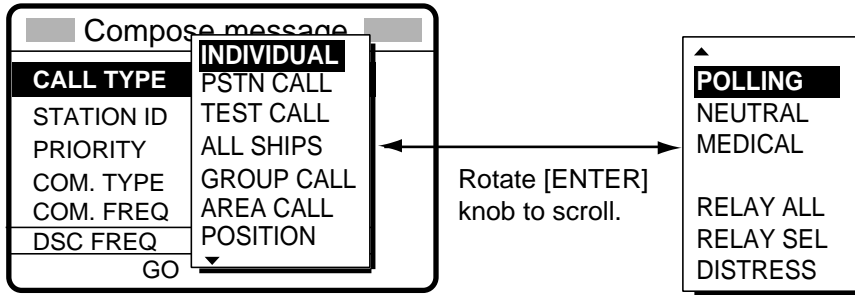 Compose message
CALL TYPE
STATION ID
PRIORITY
COM. TYPE
COM. FREQ
DSC FREQ
GO
INDIVIDUAL
PSTN CALL
TEST CALL
ALL SHIPS
GROUP CALL
AREA CALL
POSITION
Rotate [ENTER]
knob to scroll.
POLLING
NEUTRAL
MEDICAL
RELAY ALL
RELAY SEL
DISTRESS